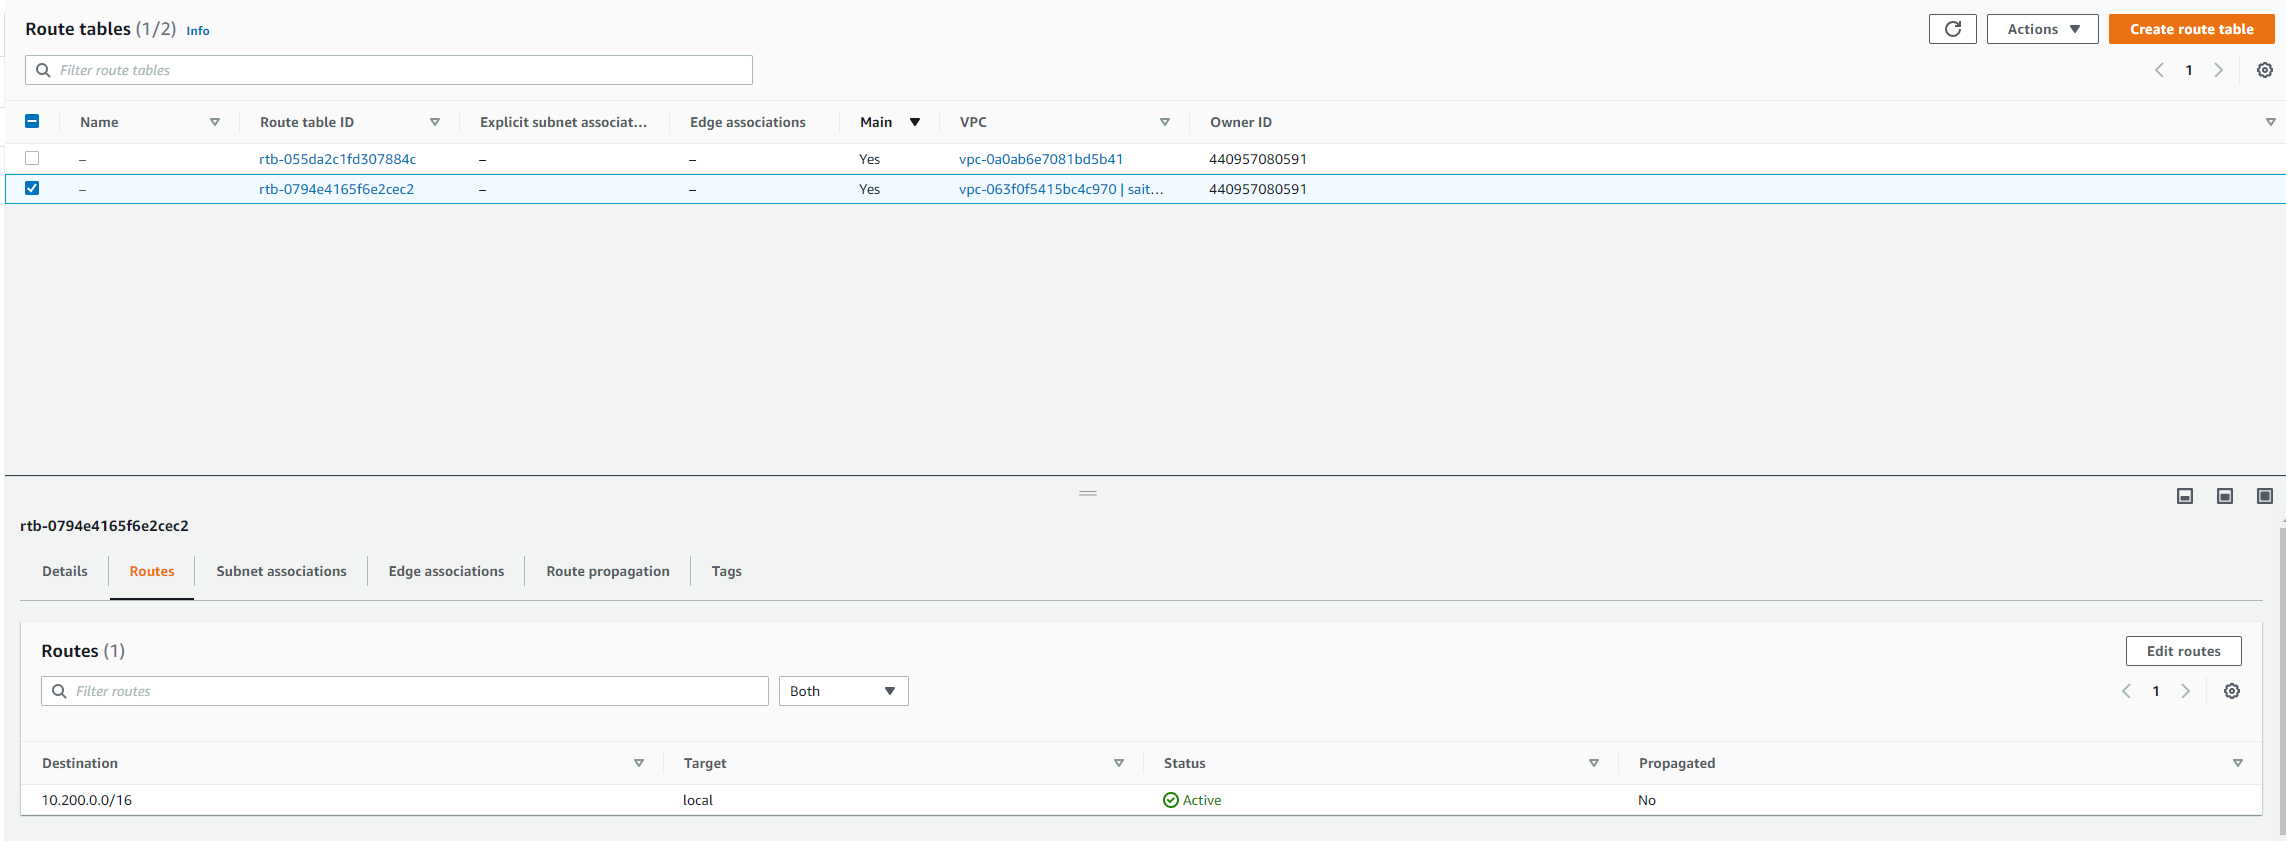 Route tables (1/2) Info
Actions
Create route table
Filter route tables
1
Name Route table ID Explicit subnet associat... Edge associations Main VPC Owner ID
– rtb-055da2c1fd307884c – – Yes vpc-0a0ab6e7081bd5b41 440957080591
– rtb-0794e4165f6e2cec2 – – Yes vpc-063f0f5415bc4c970 | sait... 440957080591
rtb-0794e4165f6e2cec2
Details Routes Subnet associations Edge associations Route propagation Tags
Routes (1)
Edit routes
Filter routes
Both
1
Destination Target Status Propagated
10.200.0.0/16 local Active No